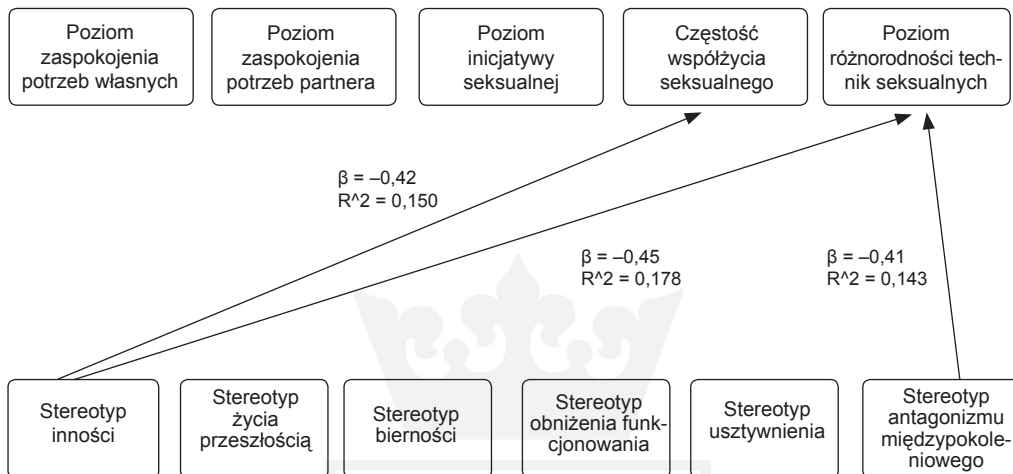 Poziom
zaspokojenia
potrzeb własnych
Poziom
zaspokojenia
potrzeb partnera
Poziom
inicjatywy
seksualnej
Częstość
współżycia
seksualnego
Poziom
różnorodności tech-
nik seksualnych
β = –0,42
R^2 = 0,150
β = –0,45
R^2 = 0,178
β = –0,41
R^2 = 0,143
Stereotyp
inności
Stereotyp
życia
przeszłością
Stereotyp
bierności
Stereotyp
obniżenia funk-
cjonowania
Stereotyp
usztywnienia
Stereotyp
antagonizmu
międzypokole-
niowego